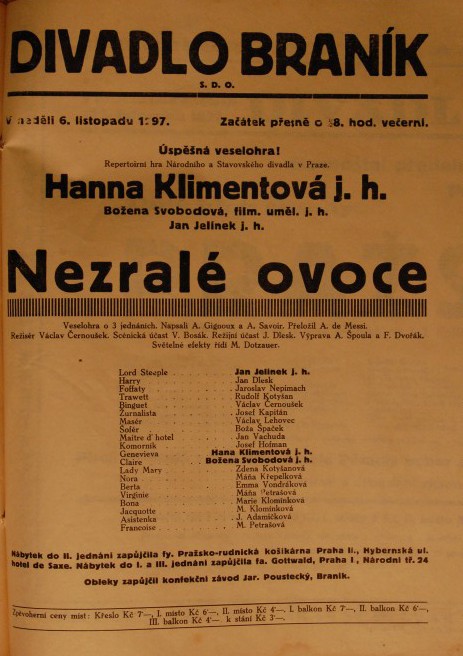 DIVADLO BRANÍK
S. D. O.
V neděli 6. listopadu 1297. Začátek přesně o 8. hod. večerní.
Úspěšná veselohra!
Repertoirní hra Národního a Stavovského divadla v Praze.
Hanna Klimentová j. h.
Božena Svobodová, film. uměl. j. h.
Jan Jelínek j. h.
Nezralé ovoce
Veselohra o 3 jednáních. Napsali A. Gignoux a A. Savoir. Přeložil A. de Messi.
Režisér Václav Černoušek. Scénická účast V. Bosák. Režijní účast J. Dlesk. Výprava A. Špoula a F. Dvořák.
Světelné efekty řídí M. Dotzauer.
Lord Steeple Jan Jelínek j. h.
Harry Jan Dlesk
Foffaty Jaroslav Nepimach
Trawett Rudolf Kotyšan
Binguet Václav Černoušek
Žurnalista Josef Kapitán
Masér Václav Lehovec
Šofér Boža Špaček
Maitre d'hotel Jan Vachuda
Komorník Josef Hofman
Genevieva Hana Klimentová j. h.
Claire Božena Svobodová j. h.
Lady Mary Zdena Kotyšanová
Nora Máňa Křepelková
Berta Emma Vondráková
Virginie Máňa Petrašová
Bona Marie Klomínková
Jacquotte M. Klomínková
Asistenka J. Adamíčková
Francoise M. Petrašová
Nábytek do II. jednání zapůjčila fy. Pražsko-rudnická košíkárna Praha II., Hybernská ul.
hotel de Saxe. Nábytek do I. a III. jednání zapůjčila fa. Gottwald, Praha I, Národní tř. 24
Obleky zapůjčil konfekční závod Jar. Poustecký, Braník.
Způvoherní ceny míst: Křeslo Kč 7·—, I. místo Kč 6·—, II. místo Kč 4·—, I. balkon Kč 7·—, II. balkon Kč 6·—,
III. balkon Kč 4·— k stání Kč 3·—.